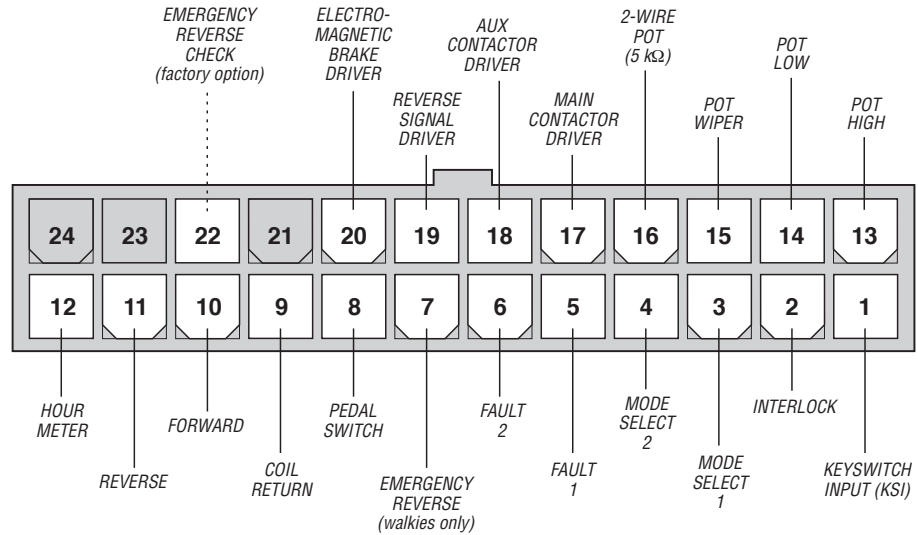 EMERGENCY
REVERSE
CHECK
(factory option)
ELECTRO-
MAGNETIC
BRAKE
DRIVER
REVERSE
SIGNAL
DRIVER
AUX
CONTACTOR
DRIVER
MAIN
CONTACTOR
DRIVER
2-WIRE
POT
(5 kΩ)
POT
WIPER
POT
LOW
POT
HIGH
24 23 22 21 20 19 18 17 16 15 14 13
12 11 10 9 8 7 6 5 4 3 2 1
HOUR
METER
REVERSE
FORWARD
COIL
RETURN
PEDAL
SWITCH
EMERGENCY
REVERSE
(walkies only)
FAULT
2
FAULT
1
MODE
SELECT
2
MODE
SELECT
1
INTERLOCK
KEYSWITCH
INPUT (KSI)